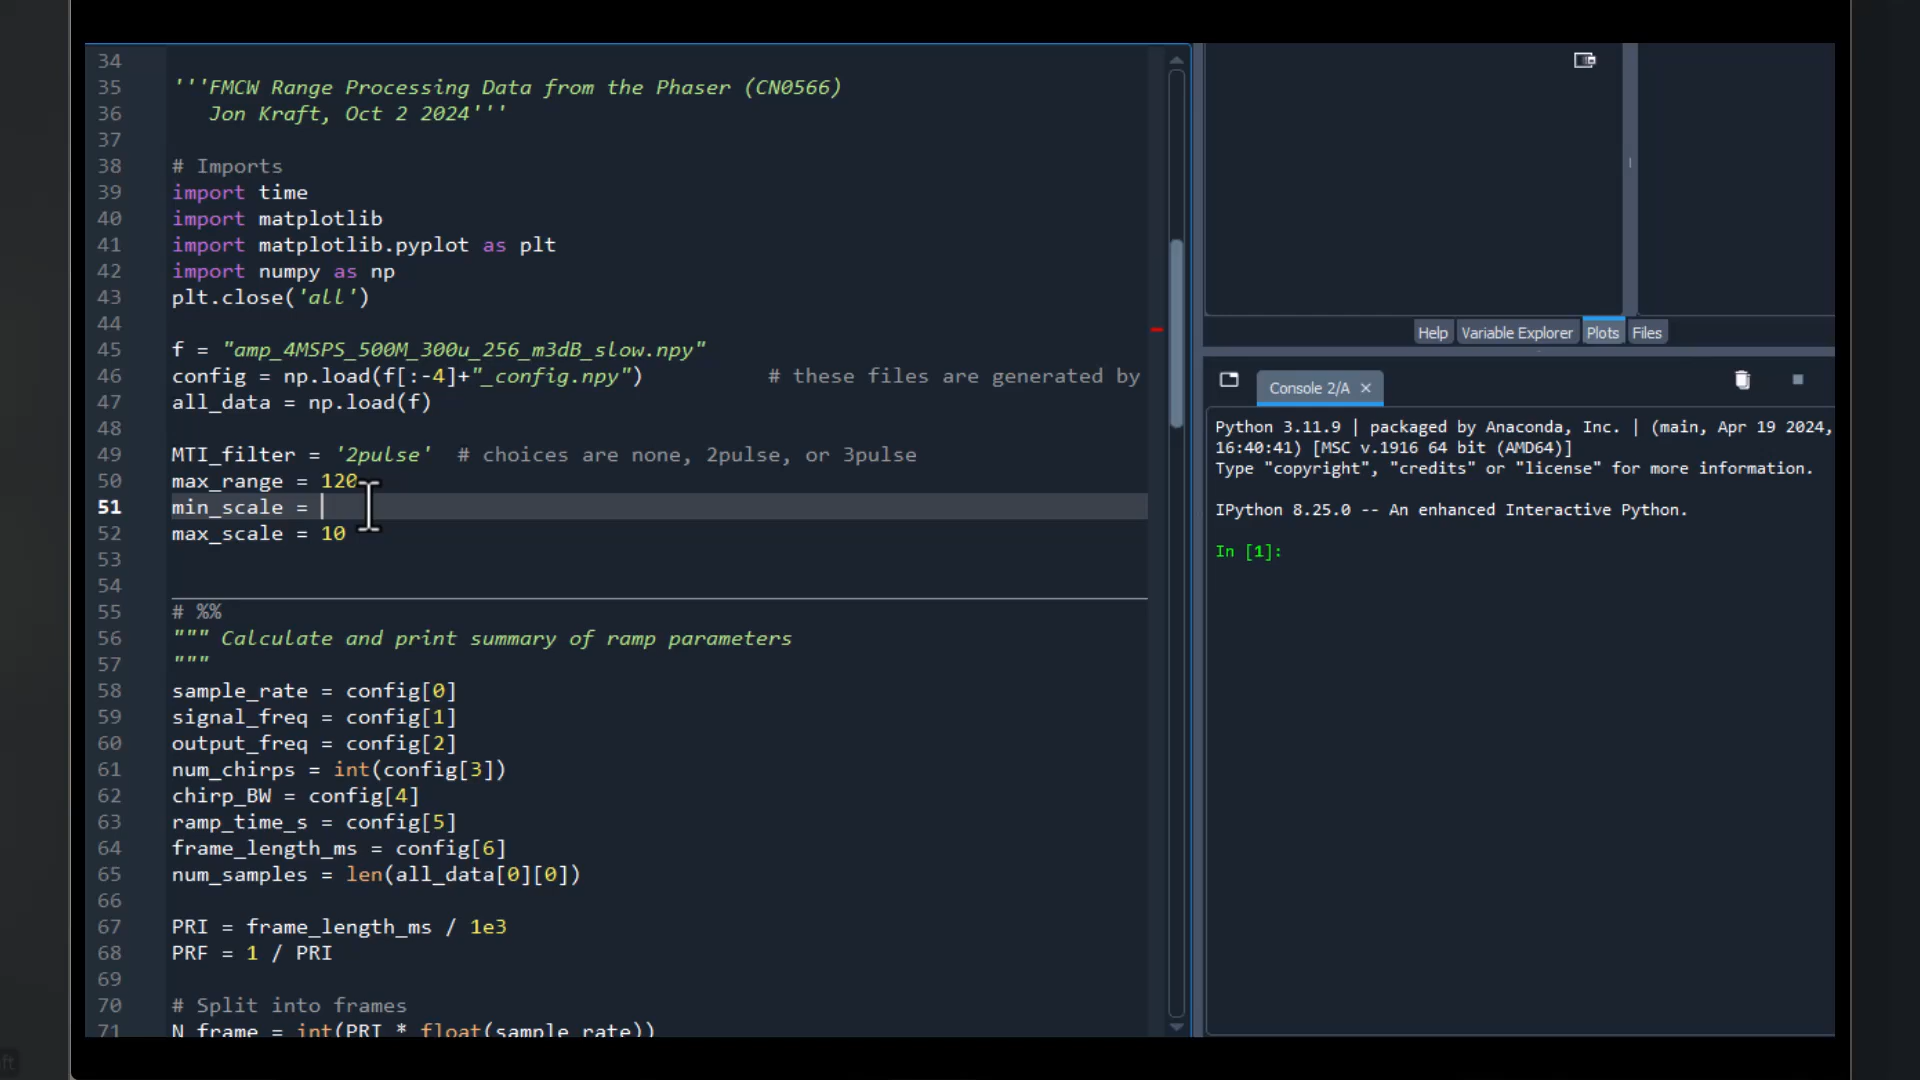 34
35 '''FMCW Range Processing Data from the Phaser (CN0566)
36 Jon Kraft, Oct 2 2024'''
37
38 # Imports
39 import time
40 import matplotlib
41 import matplotlib.pyplot as plt
42 import numpy as np
43 plt.close('all')
44
45 f = "amp_4MSPS_500M_300u_256_m3dB_slow.npy"
46 config = np.load(f[:-4]+"_config.npy") # these files are generated by
47 all_data = np.load(f)
48
49 MTI_filter = '2pulse' # choices are none, 2pulse, or 3pulse
50 max_range = 120
51 min_scale =
52 max_scale = 10
53
54
55 # %%
56 """ Calculate and print summary of ramp parameters
57 """
58 sample_rate = config[0]
59 signal_freq = config[1]
60 output_freq = config[2]
61 num_chirps = int(config[3])
62 chirp_BW = config[4]
63 ramp_time_s = config[5]
64 frame_length_ms = config[6]
65 num_samples = len(all_data[0][0])
66
67 PRI = frame_length_ms / 1e3
68 PRF = 1 / PRI
69
70 # Split into frames
71 N_frame = int(PRI * float(sample_rate))
Help Variable Explorer Plots Files
Console 2/A ×
Python 3.11.9 | packaged by Anaconda, Inc. | (main, Apr 19 2024,
16:40:41) [MSC v.1916 64 bit (AMD64)]
Type "copyright", "credits" or "license" for more information.
IPython 8.25.0 -- An enhanced Interactive Python.
In [1]: